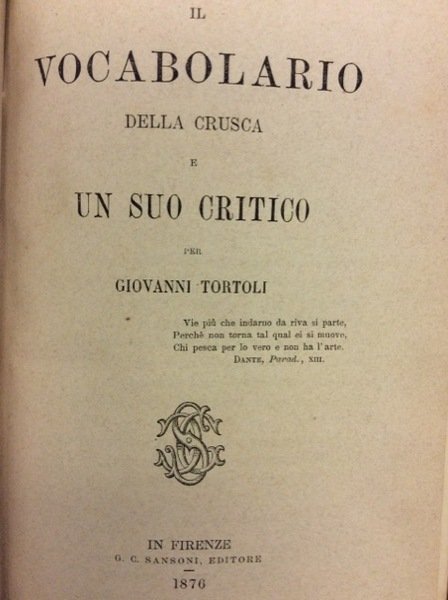 IL
VOCABOLARIO
DELLA CRUSCA
E
UN SUO CRITICO
PER
GIOVANNI TORTOLI
Vie più che indarno da riva si parte,
Perchè non torna tal qual ei si muove,
Chi pesca per lo vero e non ha l'arte.
DANTE, Parad., XIII.
IN FIRENZE
G. C. SANSONI, EDITORE
1876